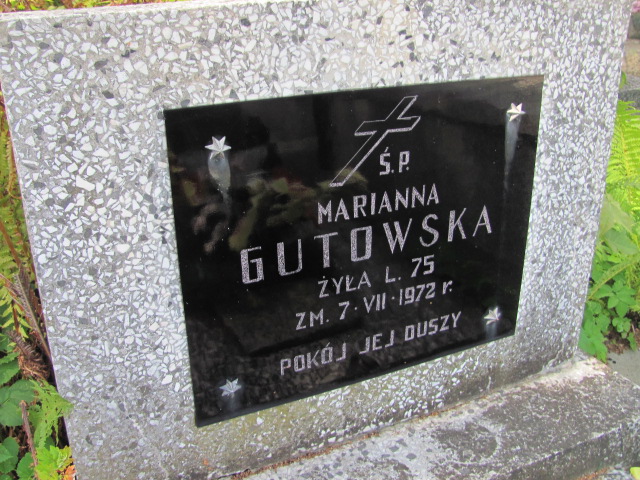 Ś.P.
MARIANNA
GUTOWSKA
ŻYŁA L. 75
ZM. 7·VII·1972 r.
POKÓJ JEJ DUSZY